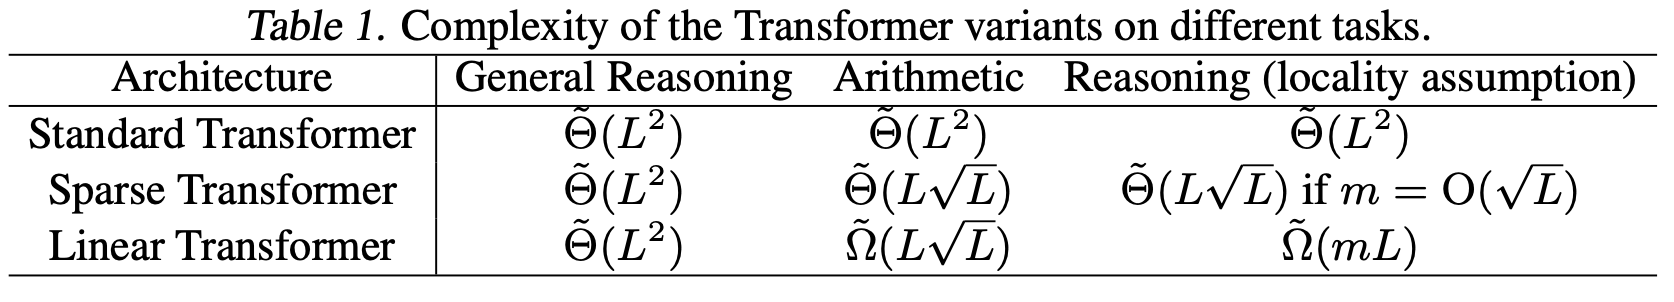 Table 1. Complexity of the Transformer variants on different tasks.
Architecture General Reasoning Arithmetic Reasoning (locality assumption)
Standard Transformer Θ̃(L²) Θ̃(L²) Θ̃(L²)
Sparse Transformer Θ̃(L²) Θ̃(L√L) Θ̃(L√L) if m = O(√L)
Linear Transformer Θ̃(L²) Ω̃(L√L) Ω̃(mL)